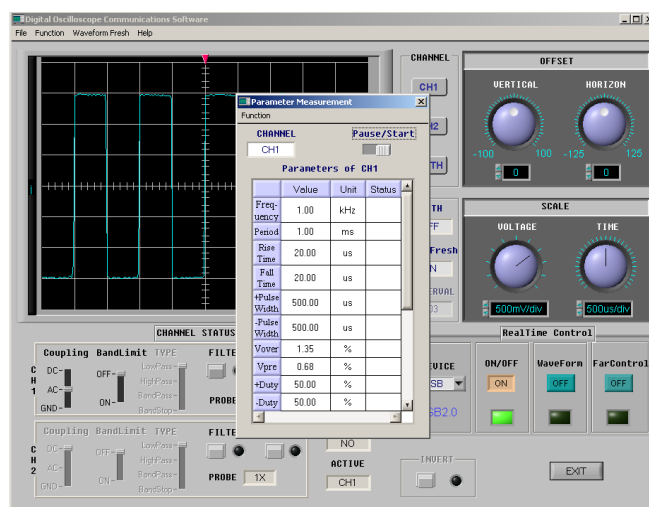 Digital Oscilloscope Communications Software
File Function Waveform Fresh Help
CHANNEL
CH1
OFFSET
VERTICAL
HORIZON
-100 100
-125 125
0
0
SCALE
VOLTAGE
TIME
500mV/div
500us/div
Parameter Measurement
Function
CHANNEL
CH1
Pause/Start
Parameters of CH1
Value Unit Status
Freq-uency 1.00 kHz
Period 1.00 ms
Rise Time 20.00 us
Fall Time 20.00 us
+Pulse Width 500.00 us
-Pulse Width 500.00 us
Vover 1.35 %
Vpre 0.68 %
+Duty 50.00 %
-Duty 50.00 %
Fresh
CHANNEL STATUS
Coupling BandLimit TYPE
CH1
DC-
AC-
GND-
OFF-
ON-
LowPass-
HighPass-
BandPass-
BandStop-
PROBE
Coupling BandLimit TYPE
CH2
DC-
AC-
GND-
OFF-
ON-
LowPass-
HighPass-
BandPass-
BandStop-
PROBE 1X
NO
ACTIVE
CH1
RealTime Control
ON/OFF WaveForm FarControl
ON OFF OFF
INVERT
EXIT